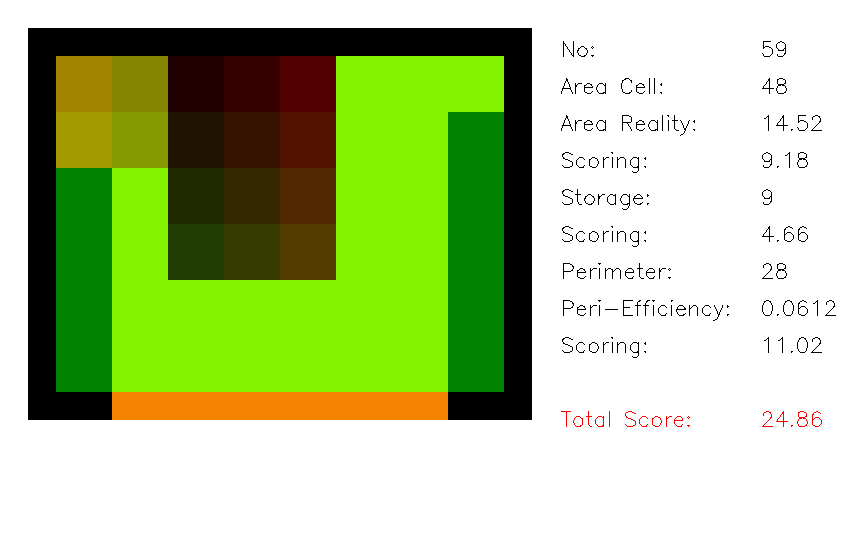 No: 59
Area Cell: 48
Area Reality: 14.52
Scoring: 9.18
Storage: 9
Scoring: 4.66
Perimeter: 28
Peri-Efficiency: 0.0612
Scoring: 11.02
Total Score: 24.86